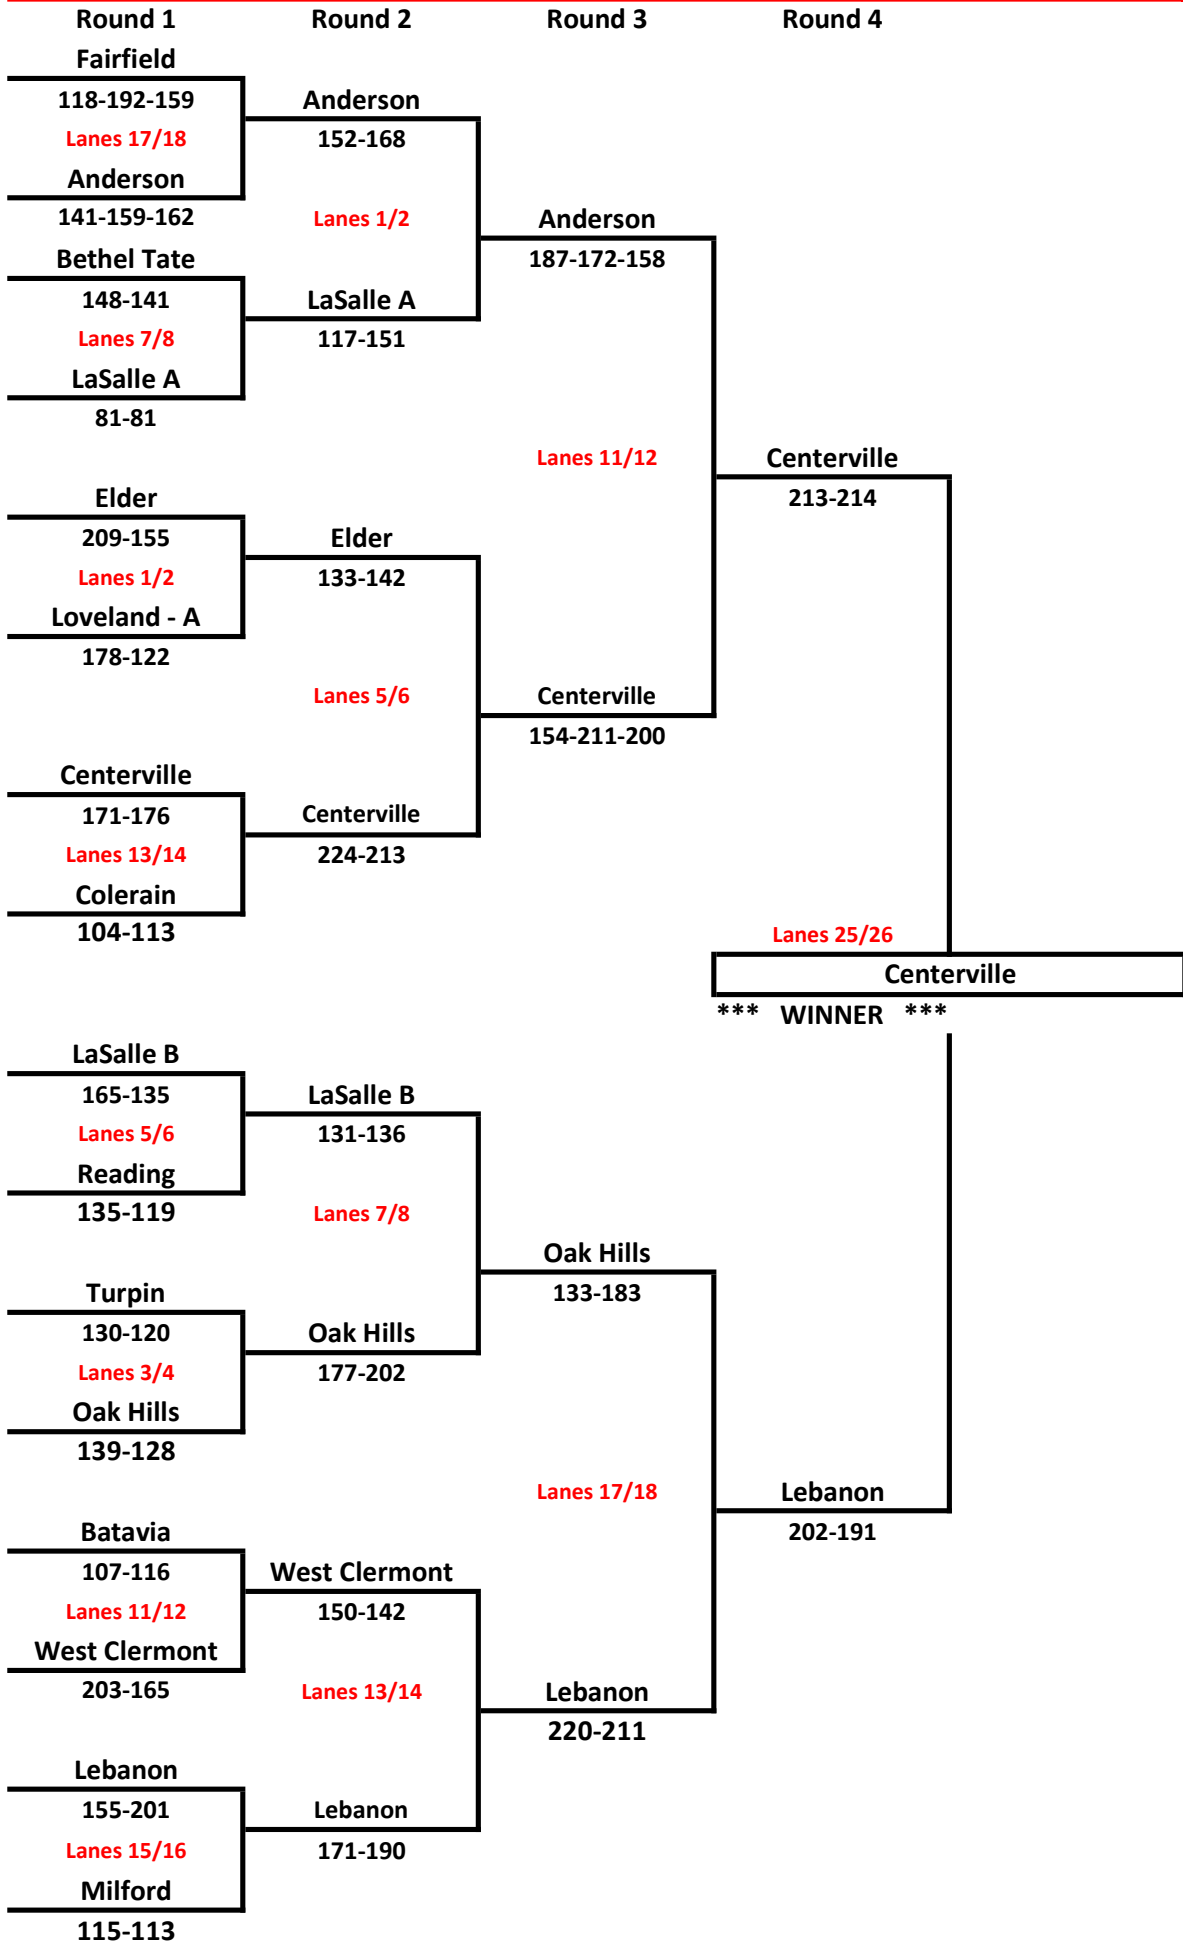 Round 1 Round 2 Round 3 Round 4
Fairfield
118-192-159 Anderson
Lanes 17/18 152-168
Anderson
141-159-162 Lanes 1/2 Anderson
Bethel Tate 187-172-158
148-141 LaSalle A
Lanes 7/8 117-151
LaSalle A
81-81
Lanes 11/12 Centerville
Elder 213-214
209-155 Elder
Lanes 1/2 133-142
Loveland - A
178-122
Lanes 5/6 Centerville
154-211-200
Centerville
171-176 Centerville
Lanes 13/14 224-213
Colerain
104-113 Lanes 25/26
Centerville
*** WINNER ***
LaSalle B
165-135 LaSalle B
Lanes 5/6 131-136
Reading
135-119 Lanes 7/8
Oak Hills
Turpin 133-183
130-120 Oak Hills
Lanes 3/4 177-202
Oak Hills
139-128
Lanes 17/18 Lebanon
Batavia 202-191
107-116 West Clermont
Lanes 11/12 150-142
West Clermont
203-165 Lanes 13/14 Lebanon
220-211
Lebanon
155-201 Lebanon
Lanes 15/16 171-190
Milford
115-113